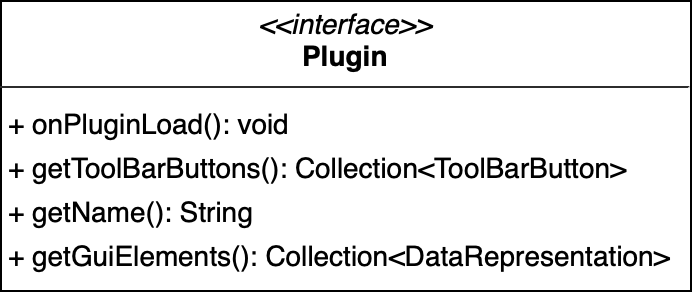 <<interface>>
Plugin
+ onPluginLoad(): void
+ getToolBarButtons(): Collection<ToolBarButton>
+ getName(): String
+ getGuiElements(): Collection<DataRepresentation>